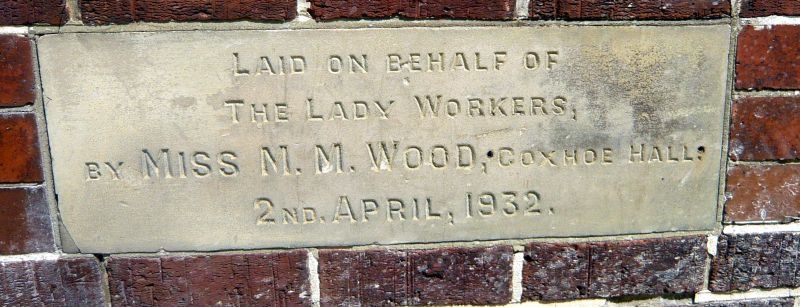 LAID ON BEHALF OF
THE LADY WORKERS,
BY MISS M. M. WOOD, COXHOE HALL.
2ND. APRIL, 1932.